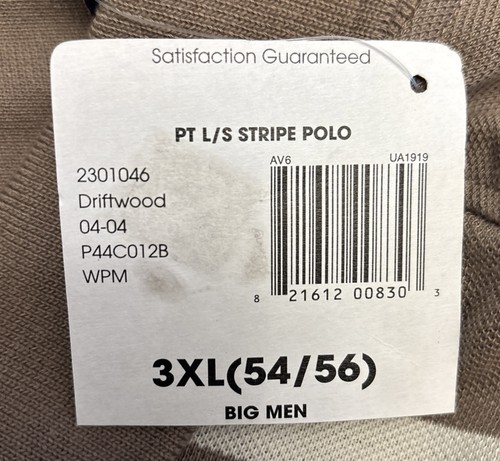 Satisfaction Guaranteed
PT L/S STRIPE POLO
AV6 UA1919
2301046
Driftwood
04-04
P44C012B
WPM
8 21612 00830 3
3XL(54/56)
BIG MEN